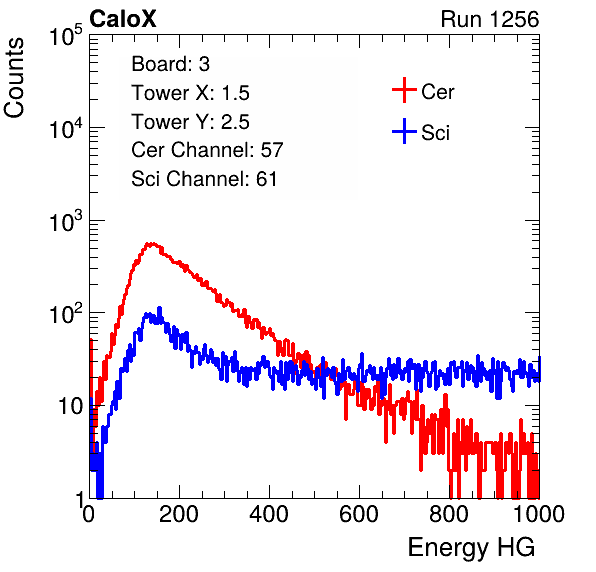 CaloX Run 1256
Counts
10^5
10^4
10^3
10^2
10
1
Board: 3
Tower X: 1.5
Tower Y: 2.5
Cer Channel: 57
Sci Channel: 61
Cer
Sci
0 200 400 600 800 1000
Energy HG